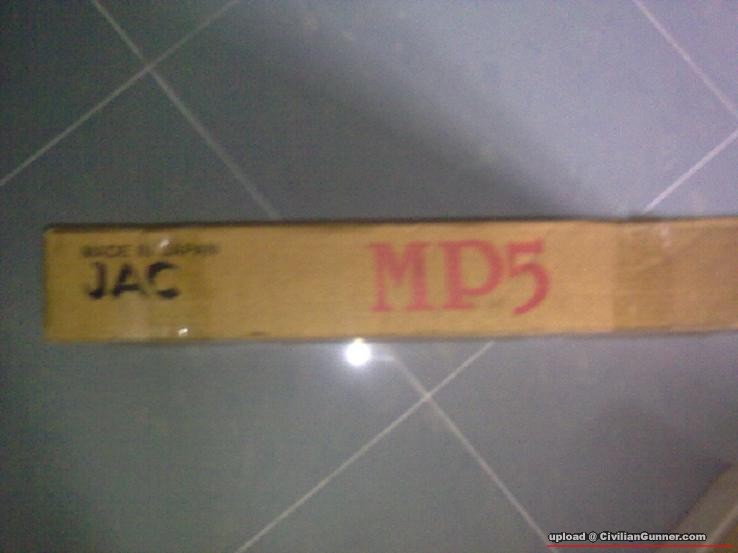 MADE IN JAPAN
JAC
MP5
upload @ CivilianGunner.com